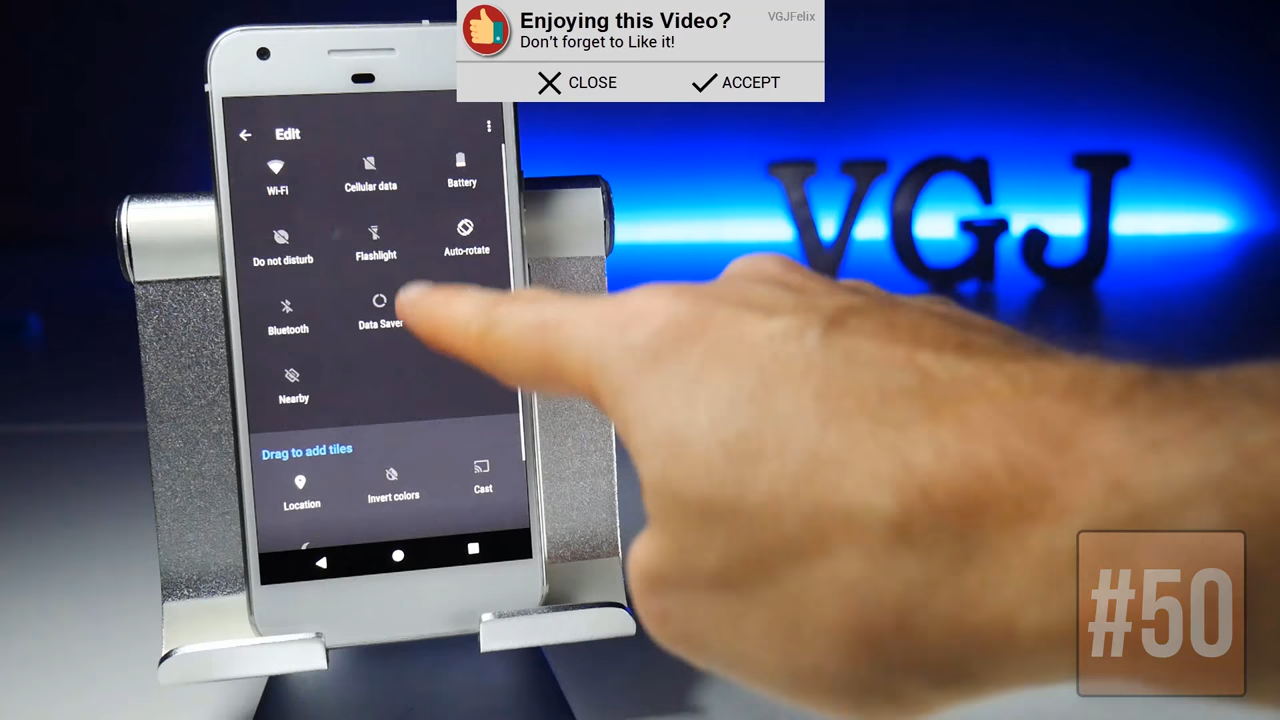 Enjoying this Video?
VGJFelix
Don't forget to Like it!
CLOSE
ACCEPT
Edit
Wi-Fi
Cellular data
Battery
Do not disturb
Flashlight
Auto-rotate
Bluetooth
Data Saver
Nearby
Drag to add tiles
Location
Invert colors
Cast
VGJ
#50